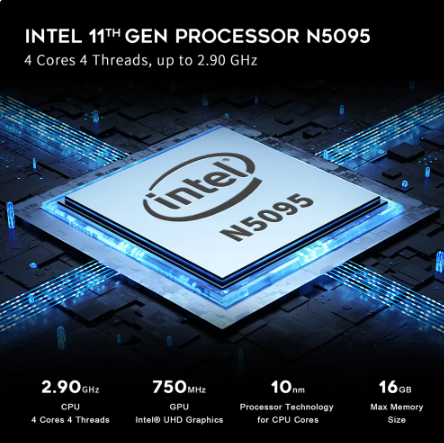 INTEL 11TH GEN PROCESSOR N5095
4 Cores 4 Threads, up to 2.90 GHz
intel
N5095
2.90GHz 750MHz 10nm 16GB
CPU GPU Processor Technology Max Memory
4 Cores 4 Threads Intel® UHD Graphics for CPU Cores Size